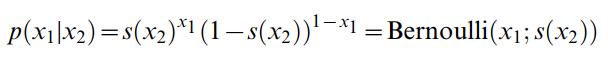 p(x₁|x₂)=s(x₂)^{x₁}(1−s(x₂))^{1−x₁}=Bernoulli(x₁;s(x₂))